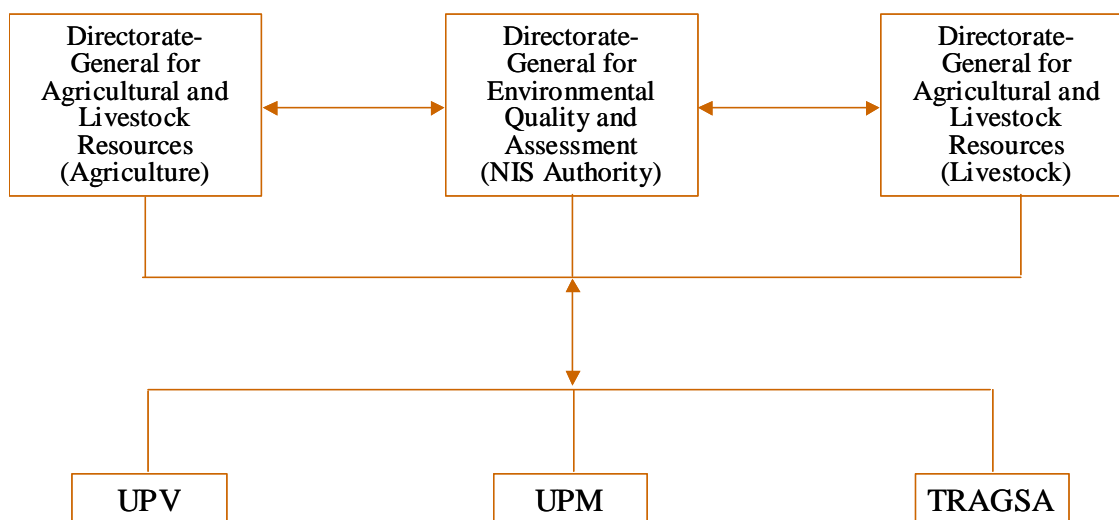 Directorate-
General for
Agricultural and
Livestock
Resources
(Agriculture)
Directorate-
General for
Environmental
Quality and
Assessment
(NIS Authority)
Directorate-
General for
Agricultural and
Livestock
Resources
(Livestock)
UPV
UPM
TRAGSA